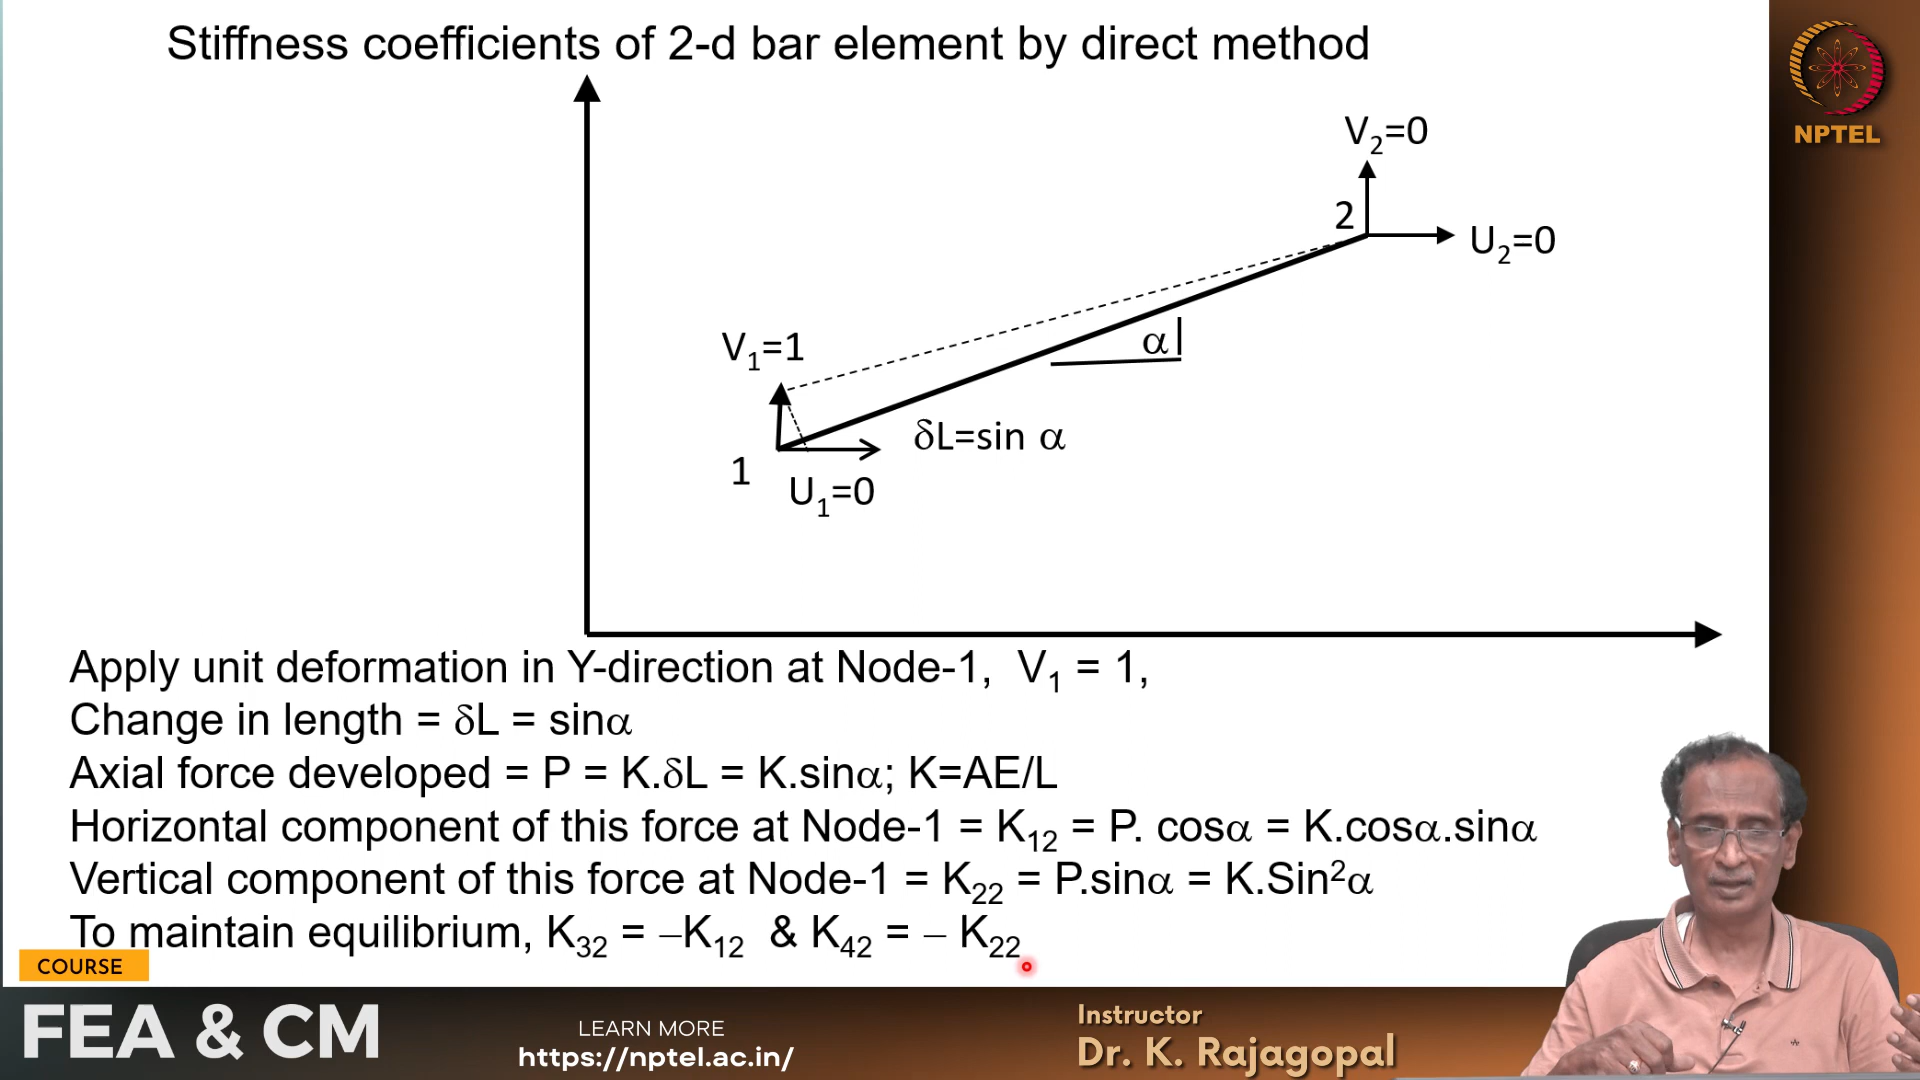 Stiffness coefficients of 2-d bar element by direct method
NPTEL
V₂=0
2
U₂=0
V₁=1
α
δL=sin α
1
U₁=0
Apply unit deformation in Y-direction at Node-1, V₁ = 1,
Change in length = δL = sinα
Axial force developed = P = K.δL = K.sinα; K=AE/L
Horizontal component of this force at Node-1 = K₁₂ = P. cosα = K.cosα.sinα
Vertical component of this force at Node-1 = K₂₂ = P.sinα = K.Sin²α
To maintain equilibrium, K₃₂ = –K₁₂ & K₄₂ = – K₂₂
COURSE
FEA & CM
LEARN MORE
https://nptel.ac.in/
Instructor
Dr. K. Rajagopal